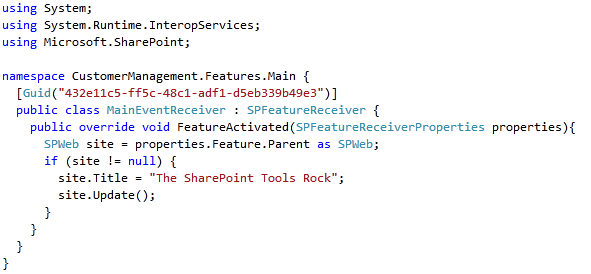 using System;
using System.Runtime.InteropServices;
using Microsoft.SharePoint;

namespace CustomerManagement.Features.Main {
  [Guid("432e11c5-ff5c-48c1-adf1-d5eb339b49e3")]
  public class MainEventReceiver : SPFeatureReceiver {
    public override void FeatureActivated(SPFeatureReceiverProperties properties){
      SPWeb site = properties.Feature.Parent as SPWeb;
      if (site != null) {
        site.Title = "The SharePoint Tools Rock";
        site.Update();
      }
    }
  }
}